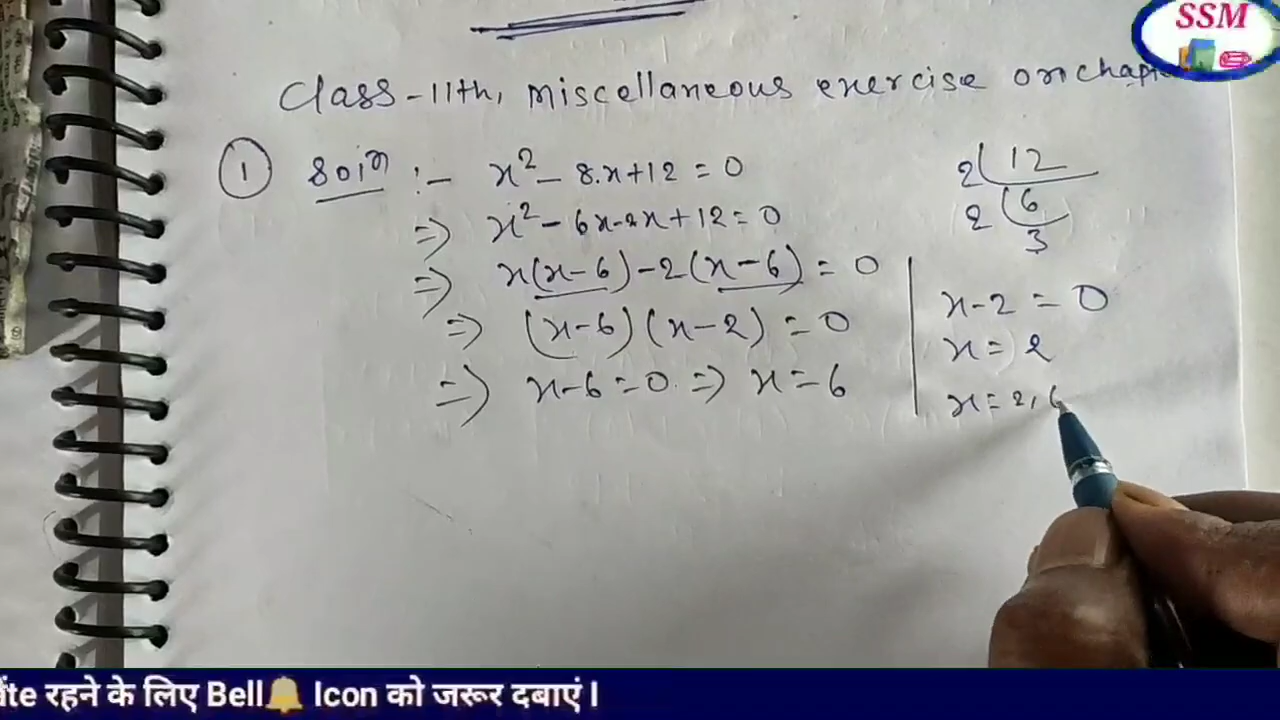 SSM
Class-11th, miscellaneous exercise on chapt
① Soln :- x² - 8.x+12 = 0
⇒ x² - 6x-2x+12=0
⇒ x(x-6)-2(x-6) = 0
⇒ (x-6)(x-2) = 0
⇒ x-6=0. ⇒ x=6
2 12
2 6
3
x-2 = 0
x = 2
x = 2, 6
रहने के लिए Bell🔔 Icon को जरूर दबाएं।